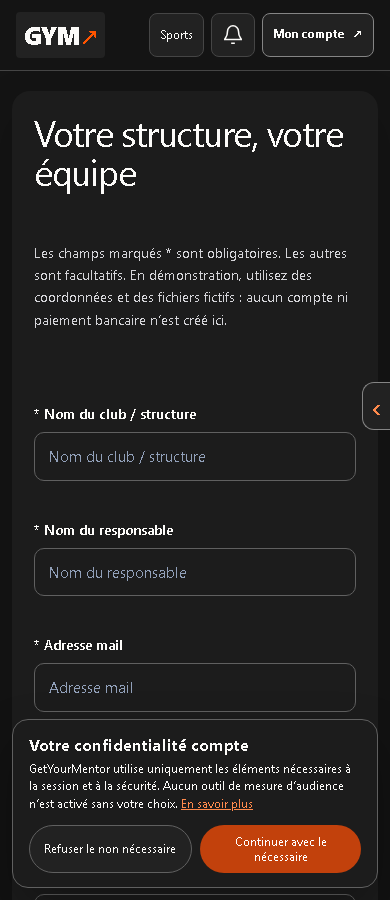 GYM↗
Sports
Mon compte ↗
Votre structure, votre
équipe
Les champs marqués * sont obligatoires. Les autres
sont facultatifs. En démonstration, utilisez des
coordonnées et des fichiers fictifs : aucun compte ni
paiement bancaire n’est créé ici.
* Nom du club / structure
Nom du club / structure
* Nom du responsable
Nom du responsable
* Adresse mail
Adresse mail
Votre confidentialité compte
GetYourMentor utilise uniquement les éléments nécessaires à
la session et à la sécurité. Aucun outil de mesure d’audience
n’est activé sans votre choix. En savoir plus
Refuser le non nécessaire
Continuer avec le
nécessaire